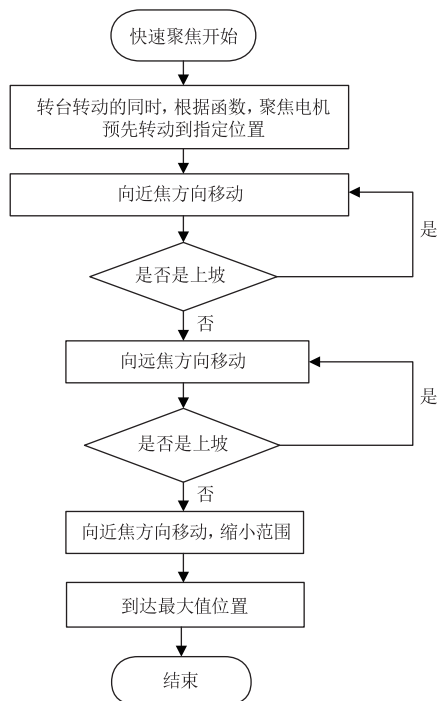 快速聚焦开始
转台转动的同时,根据函数,聚焦电机
预先转动到指定位置
向近焦方向移动
是
是否是上坡
否
向远焦方向移动
是
是否是上坡
否
向近焦方向移动,缩小范围
到达最大值位置
结束